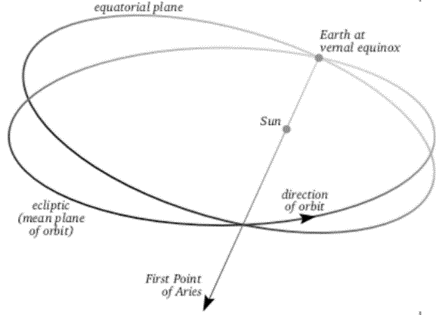 equatorial plane
Earth at
vernal equinox
Sun
direction
of orbit
ecliptic
(mean plane
of orbit)
First Point
of Aries